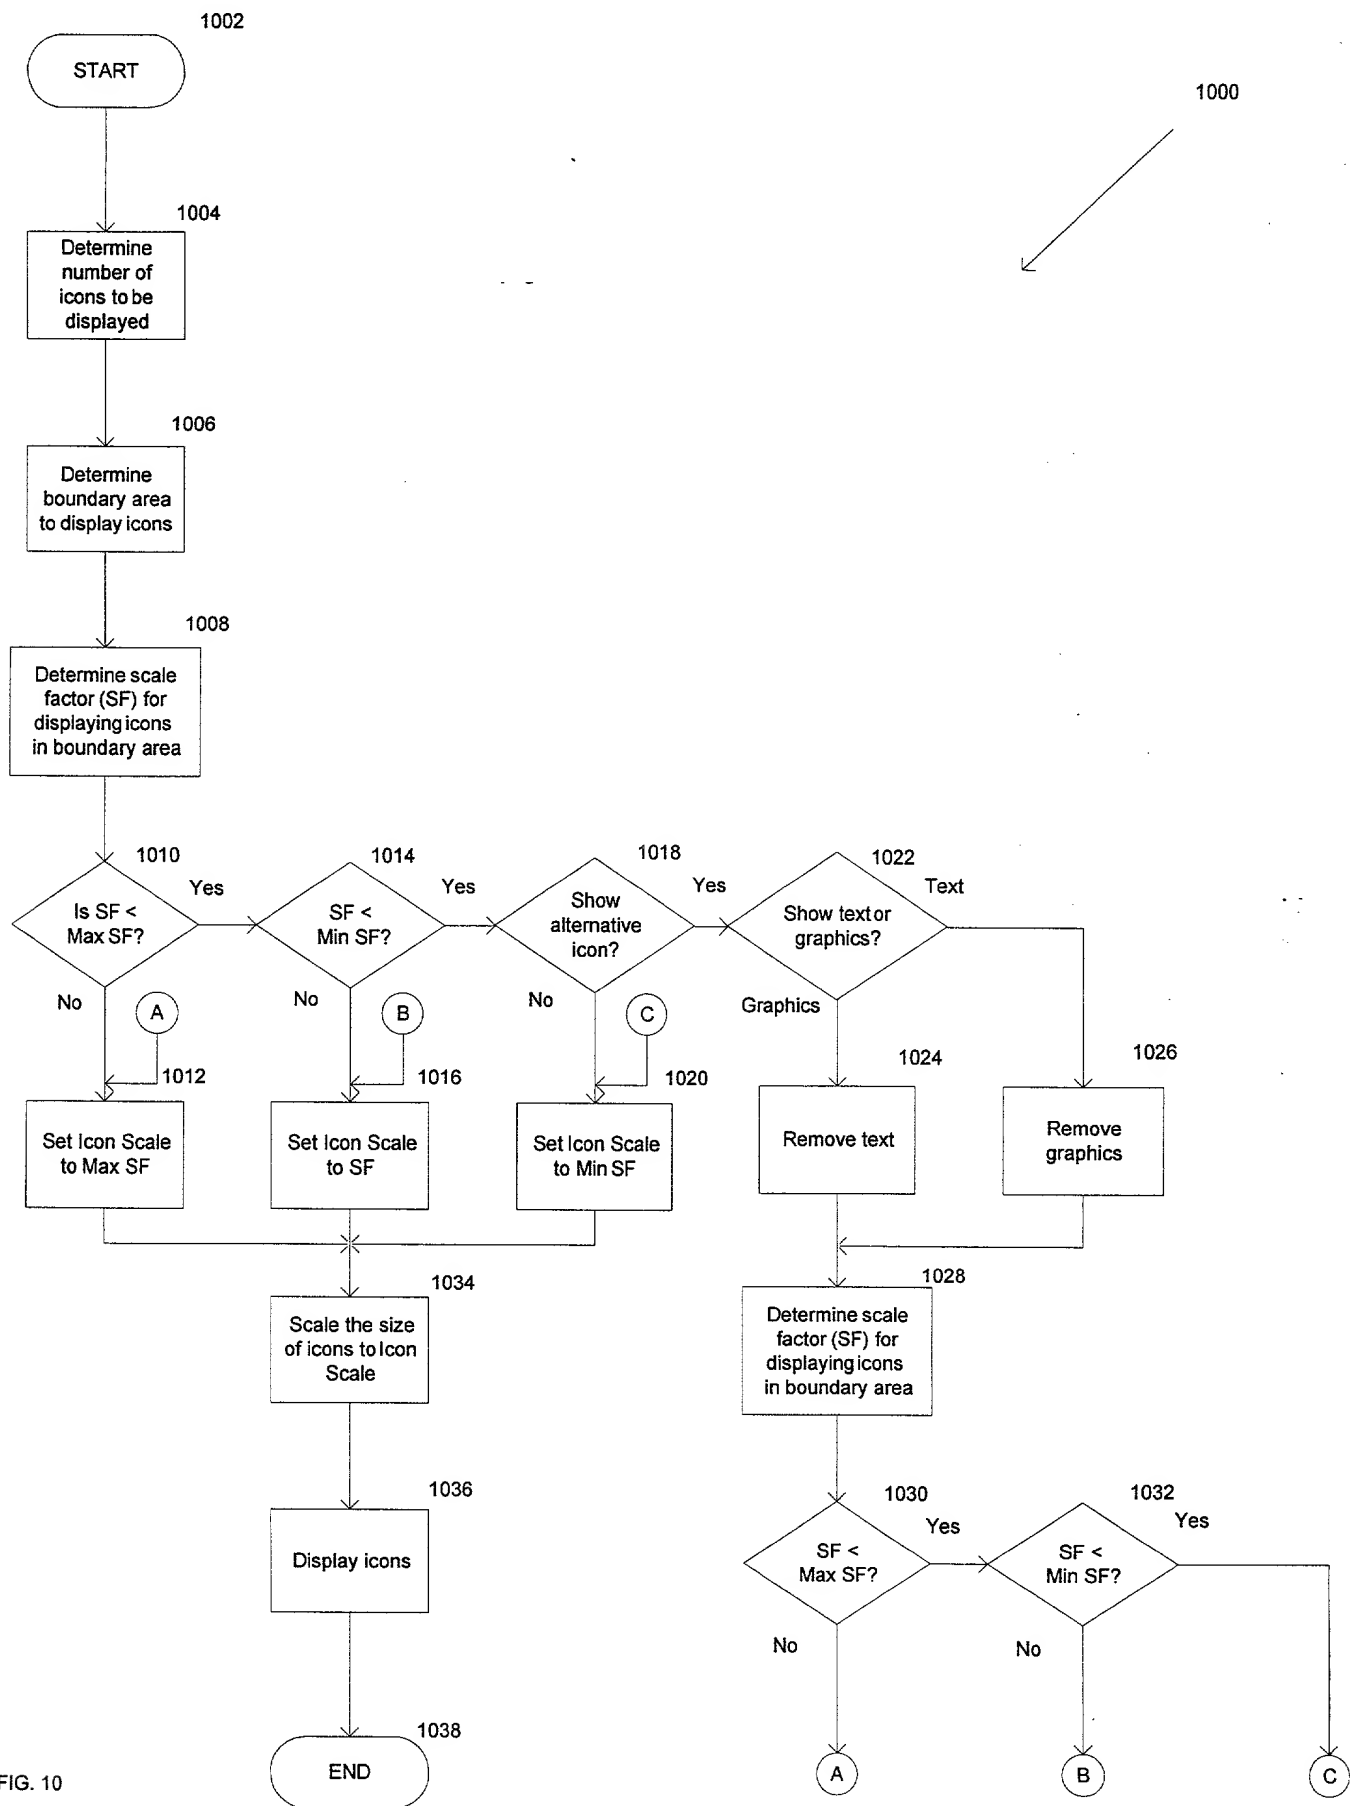 1002
START
1000
1004
Determine
number of
icons to be
displayed
1006
Determine
boundary area
to display icons
1008
Determine scale
factor (SF) for
displaying icons
in boundary area
1010
Yes
Is SF <
Max SF?
No
A
1012
Set Icon Scale
to Max SF
1014
Yes
SF <
Min SF?
No
B
1016
Set Icon Scale
to SF
1018
Yes
Show
alternative
icon?
No
C
1020
Set Icon Scale
to Min SF
1022
Text
Show text or
graphics?
Graphics
1024
Remove text
1026
Remove
graphics
1028
Determine scale
factor (SF) for
displaying icons
in boundary area
1034
Scale the size
of icons to Icon
Scale
1036
Display icons
1030
Yes
SF <
Max SF?
No
1032
Yes
SF <
Min SF?
No
1038
END
A
B
C
FIG. 10